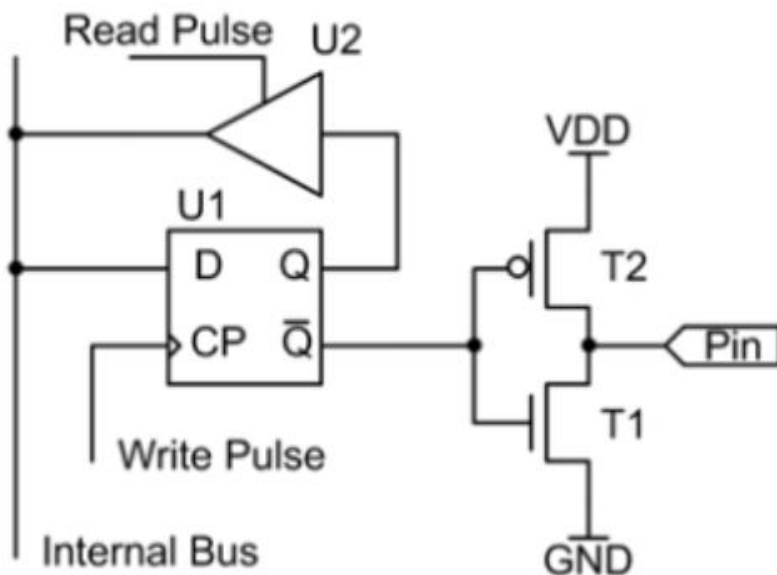 Read Pulse
U2
VDD
U1
D
Q
T2
CP
Q̅
Pin
T1
Write Pulse
Internal Bus
GND